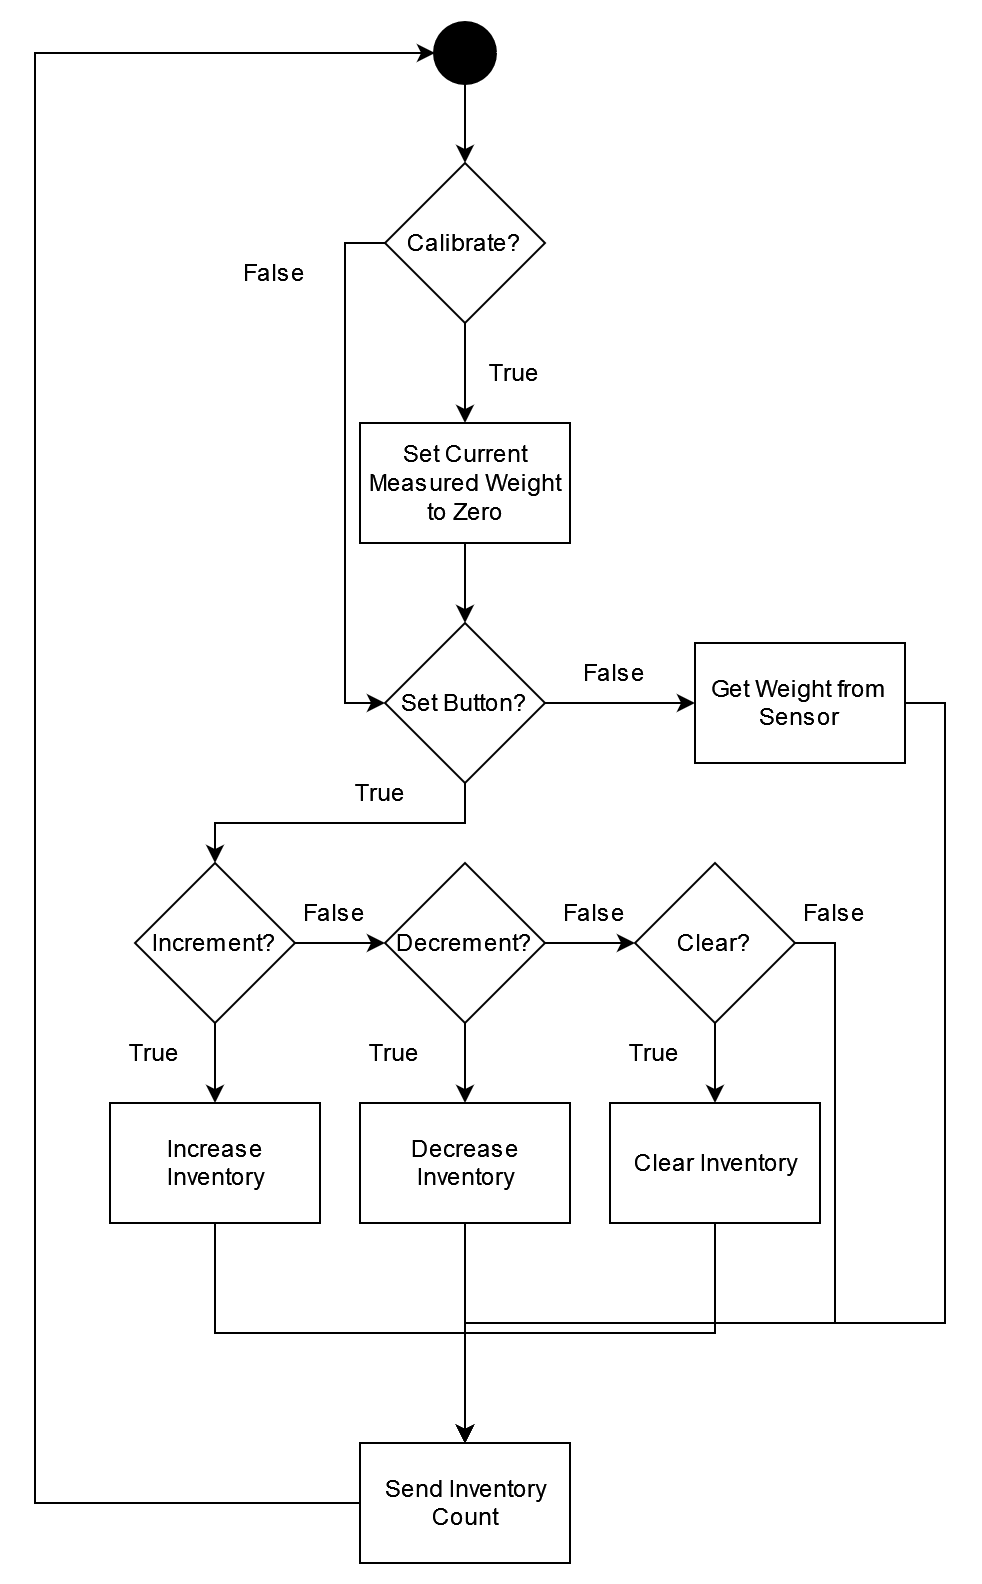 Calibrate?
False
True
Set Current
Measured Weight
to Zero
Set Button?
False
Get Weight from
Sensor
True
Increment?
False
Decrement?
False
Clear?
False
True
True
True
Increase
Inventory
Decrease
Inventory
Clear Inventory
Send Inventory
Count